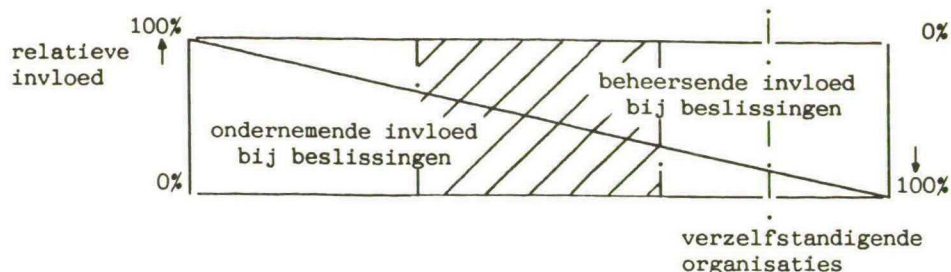 100%
0%
relatieve
invloed
beheersende invloed
bij beslissingen
ondernemende invloed
bij beslissingen
0%
100%
verzelfstandigende
organisaties